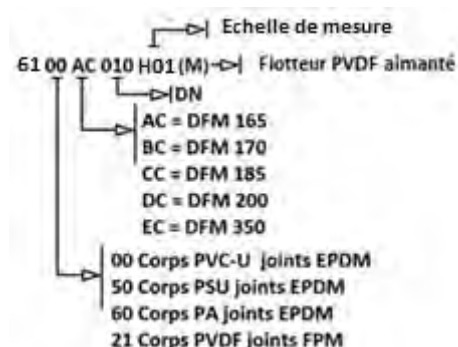 Echelle de mesure
61 00 AC 010 H01 (M) Flotteur PVDF aimanté
DN
AC = DFM 165
BC = DFM 170
CC = DFM 185
DC = DFM 200
EC = DFM 350
00 Corps PVC-U joints EPDM
50 Corps PSU joints EPDM
60 Corps PA joints EPDM
21 Corps PVDF joints FPM